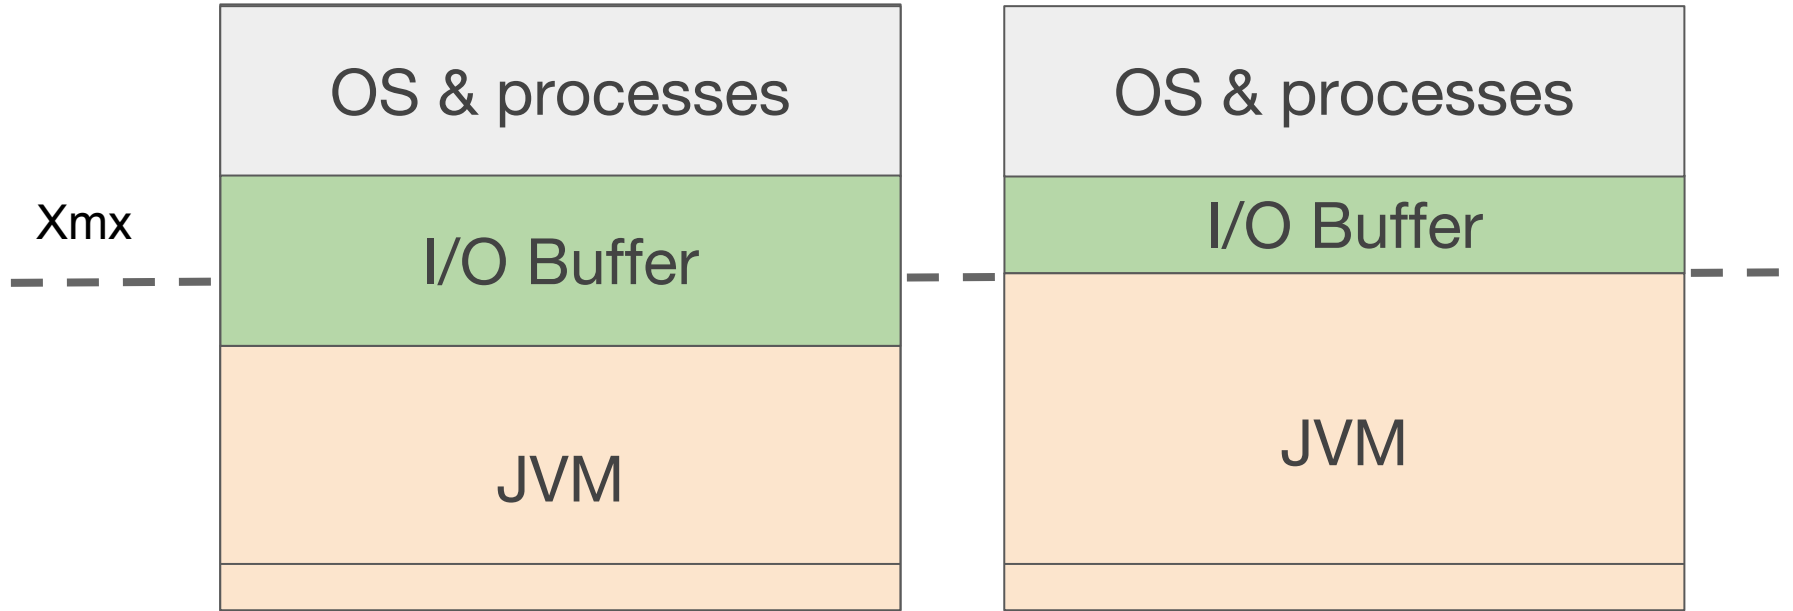 OS & processes
OS & processes
Xmx
I/O Buffer
I/O Buffer
JVM
JVM